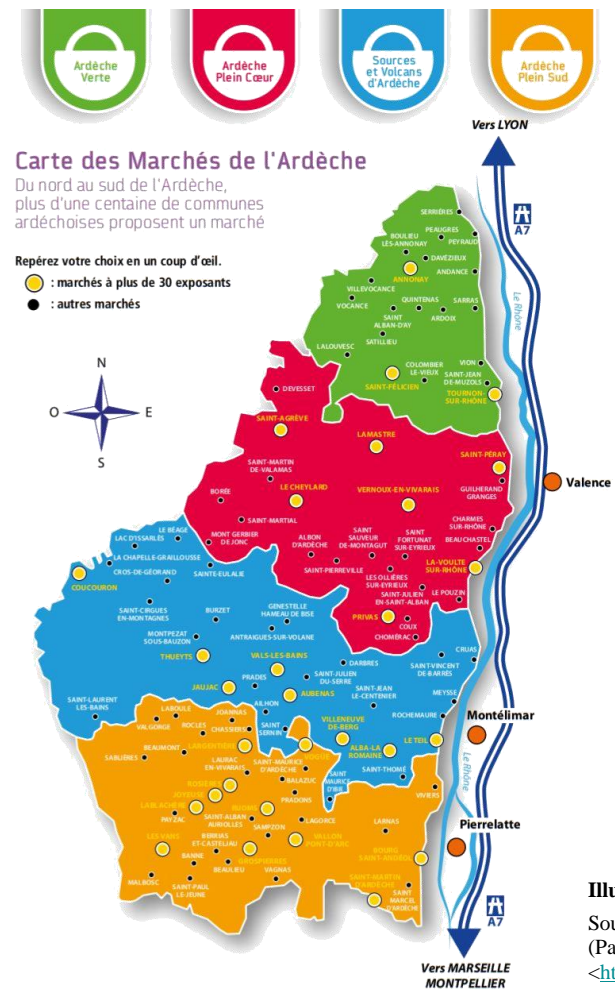 Ardèche
Verte
Ardèche
Plein Cœur
Sources
et Volcans
d'Ardèche
Ardèche
Plein Sud
Vers LYON
Carte des Marchés de l'Ardèche
Du nord au sud de l'Ardèche,
plus d'une centaine de communes
ardéchoises proposent un marché
Repérez votre choix en un coup d'œil.
: marchés à plus de 30 exposants
: autres marchés
N
O
E
S
A7
Le Rhône
SERRIÈRES
PEAUGRES
PEYRAUD
BOULIEU
LÈS-ANNONAY
DAVÉZIEUX
ANNONAY
ANDANCE
VILLEVOCANCE
VOCANCE
QUINTENAS
SARRAS
SAINT
ALBAN-D'AY
ARDOIX
SATILLIEU
LALOUVESC
COLOMBIER
LE-VIEUX
VION
SAINT-JEAN
DE-MUZOLS
SAINT-FÉLICIEN
TOURNON-
SUR-RHÔNE
DEVESSET
SAINT-AGRÈVE
LAMASTRE
SAINT-PÉRAY
SAINT-MARTIN
DE-VALAMAS
GUILHERAND
GRANGES
Valence
BORÉE
LE CHEYLARD
VERNOUX-EN-VIVARAIS
SAINT-MARTIAL
CHARMES
SUR-RHÔNE
LE BÉAGE
LAC D'ISSARLÈS
MONT GERBIER
DE JONC
ALBON
D'ARDÈCHE
SAINT
SAUVEUR
DE-MONTAGUT
SAINT
FORTUNAT
SUR-EYRIEUX
BEAUCHASTEL
LA CHAPELLE-GRAILLOUSSE
CROS-DE-GÉORAND
SAINTE-EULALIE
SAINT-PIERREVILLE
LA-VOULTE
SUR-RHÔNE
COUCOURON
LES OLLIÈRES
SUR-EYRIEUX
SAINT-JULIEN
EN-SAINT-ALBAN
LE POUZIN
SAINT-CIRGUES
EN-MONTAGNES
BURZET
GENESTELLE
HAMEAU DE BISE
PRIVAS
COUX
CHOMÉRAC
MONTPEZAT
SOUS-BAUZON
ANTRAIGUES-SUR-VOLANE
THUEYTS
VALS-LES-BAINS
DARBRES
SAINT-VINCENT
DE-BARRÈS
CRUAS
JAUJAC
PRADES
SAINT-JULIEN
DU-SERRE
AUBENAS
SAINT-JEAN
LE-CENTENIER
MEYSSE
SAINT-LAURENT
LES-BAINS
LABOULE
JOANNAS
AILHON
ROCHEMAURE
VALGORGE
ROCLES
CHASSIERS
SAINT
SERNIN
VILLENEUVE
DE-BERG
Montélimar
SABLIÈRES
BEAUMONT
LARGENTIÈRE
VOGÜÉ
ALBA-LA
ROMAINE
LE TEIL
LAURAC
EN-VIVARAIS
SAINT-MAURICE
D'ARDÈCHE
SAINT-THOMÉ
ROSIÈRES
BALAZUC
SAINT
MAURICE
D'IBIE
VIVIERS
Le Rhône
JOYEUSE
PRADONS
LABLACHÈRE
RUOMS
PAYZAC
SAINT-ALBAN
AURIOLLES
LAGORCE
LARNAS
Pierrelatte
SAMPZON
LES VANS
BERRIAS
ET-CASTELJAU
VALLON
PONT-D'ARC
BANNE
GROSPIERRES
BOURG
SAINT-ANDÉOL
BEAULIEU
VAGNAS
MALBOSC
SAINT-PAUL
LE-JEUNE
SAINT-MARTIN
D'ARDÈCHE
SAINT
MARCEL
D'ARDÈCHE
A7
Vers MARSEILLE
MONTPELLIER
Illu
Sou
(Pa
<ht